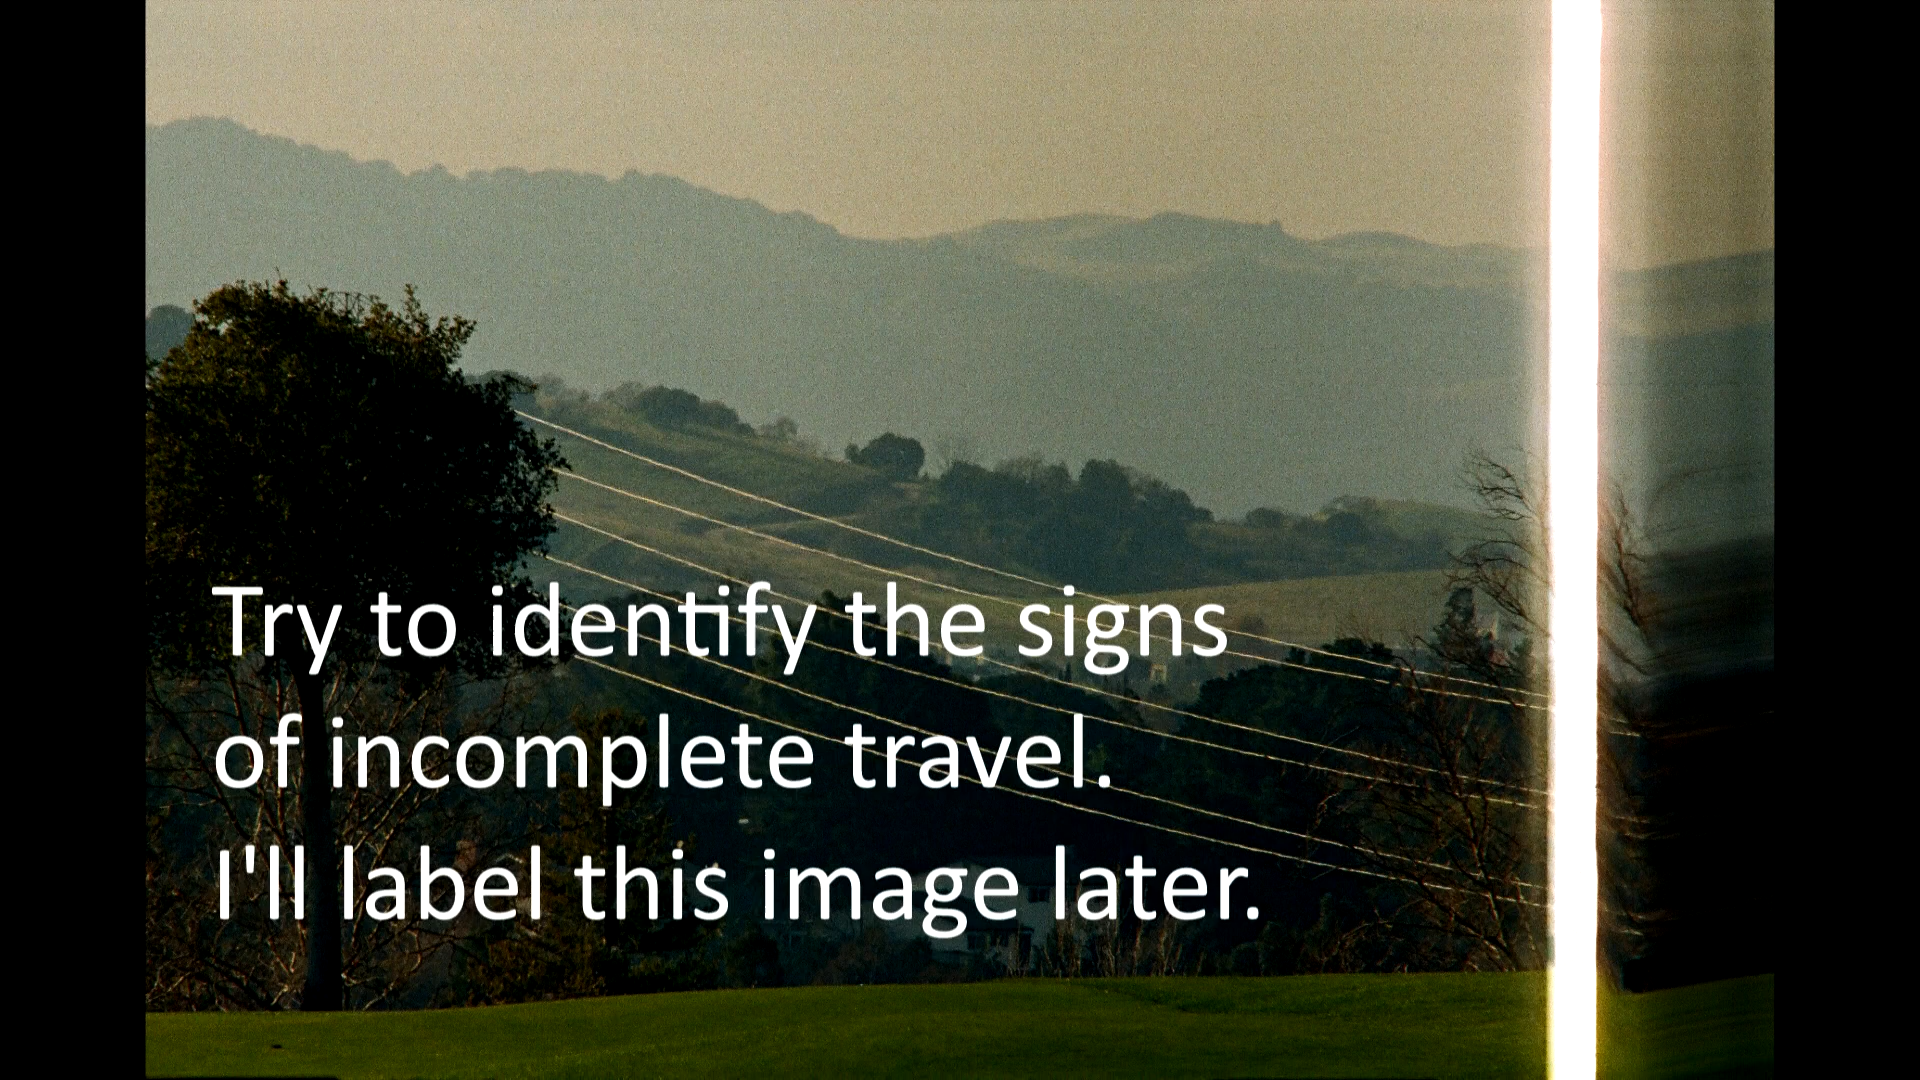 Try to identify the signs
of incomplete travel.
I'll label this image later.